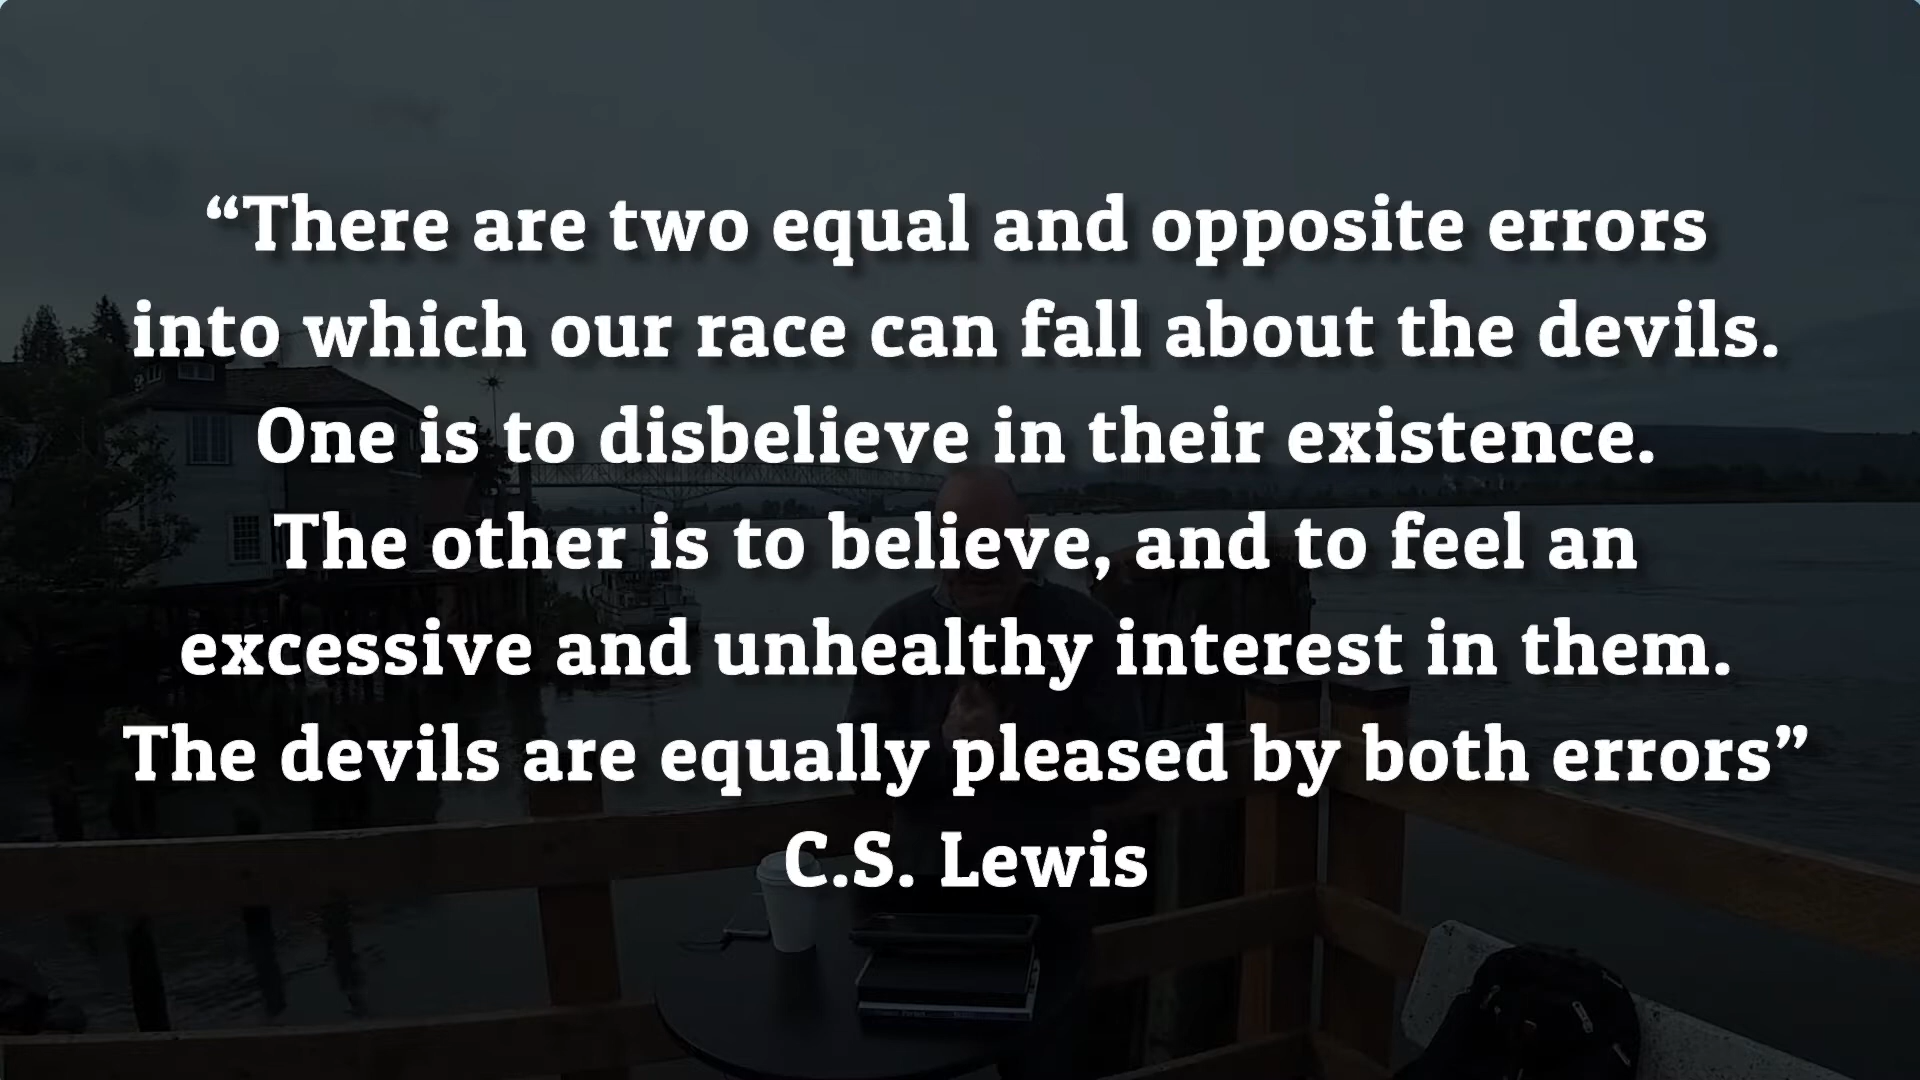 “There are two equal and opposite errors
into which our race can fall about the devils.
One is to disbelieve in their existence.
The other is to believe, and to feel an
excessive and unhealthy interest in them.
The devils are equally pleased by both errors”
C.S. Lewis